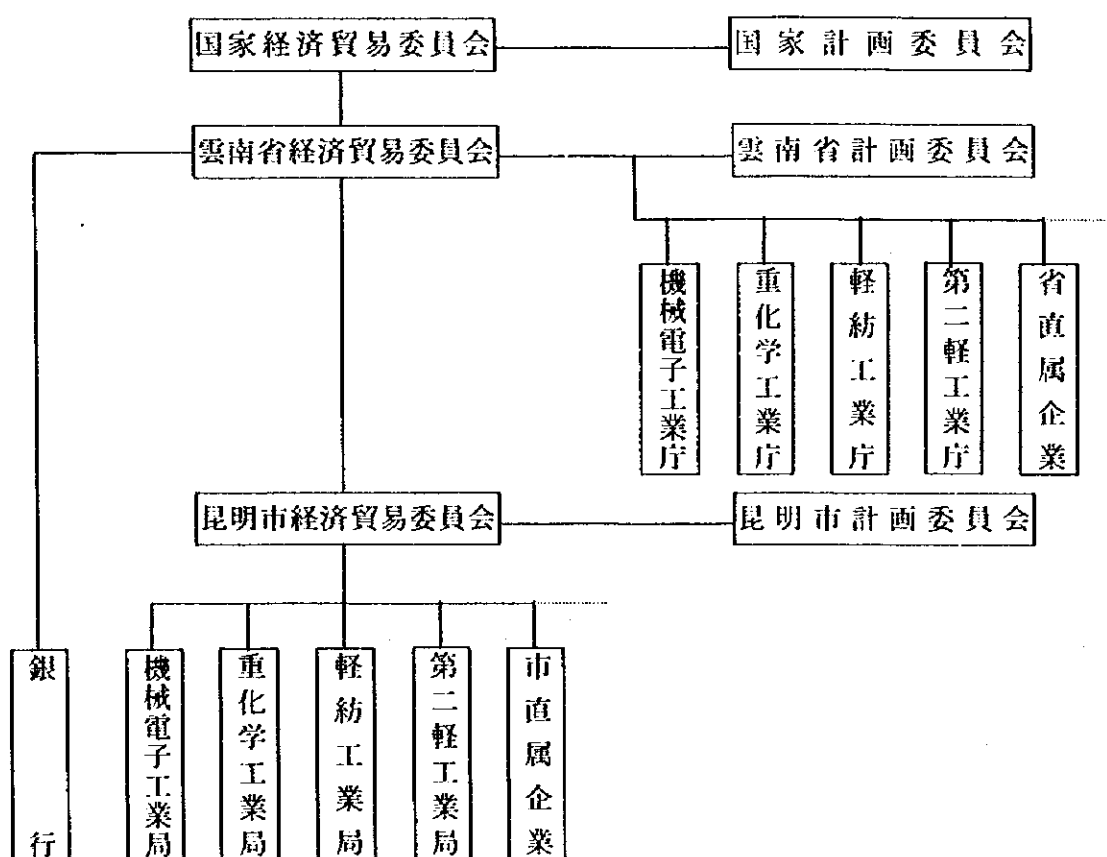 国家経済貿易委員会
国家計画委員会
雲南省経済貿易委員会
雲南省計画委員会
機械電子工業庁
重化学工業庁
軽紡工業庁
第二軽工業庁
省直属企業
昆明市経済貿易委員会
昆明市計画委員会
銀行
機械電子工業局
重化学工業局
軽紡工業局
第二軽工業局
市直属企業